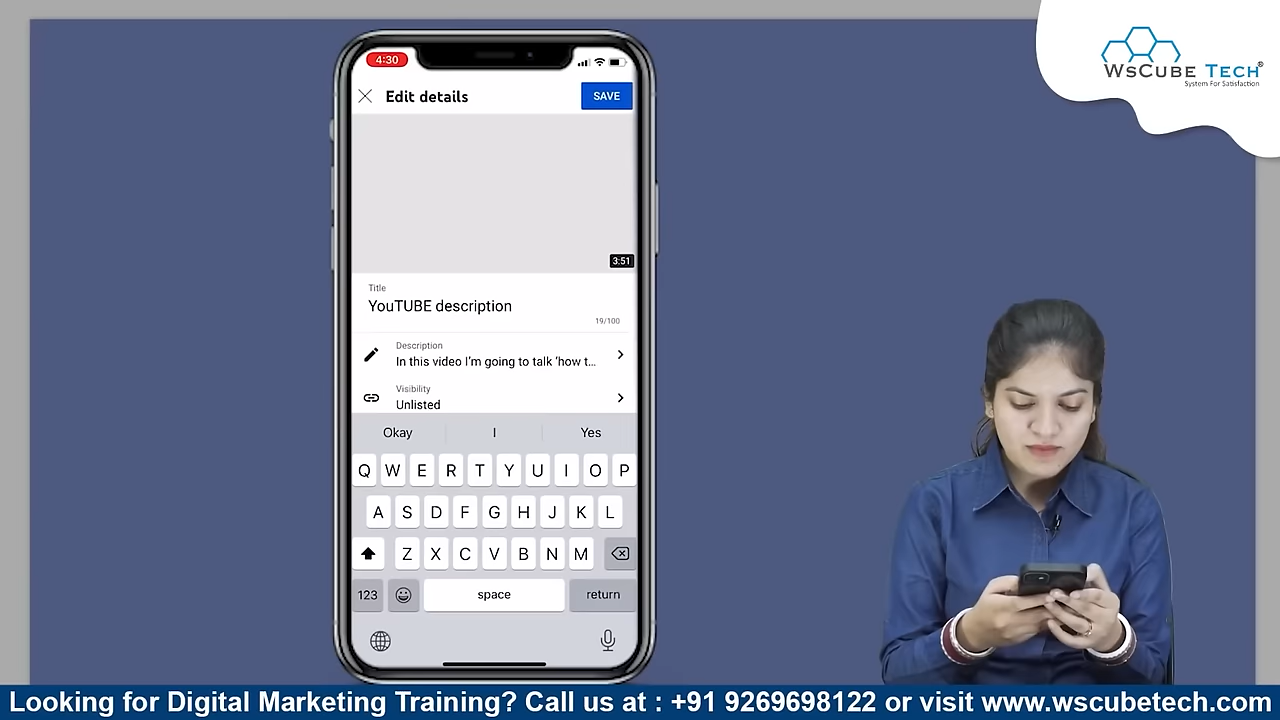 WsCube Tech®
System For Satisfaction
4:30
Edit details
SAVE
3:51
Title
YouTUBE description
19/100
Description
In this video I'm going to talk 'how t...
Visibility
Unlisted
Okay I Yes
Q W E R T Y U I O P
A S D F G H J K L
Z X C V B N M
123 space return
Looking for Digital Marketing Training? Call us at : +91 9269698122 or visit www.wscubetech.com